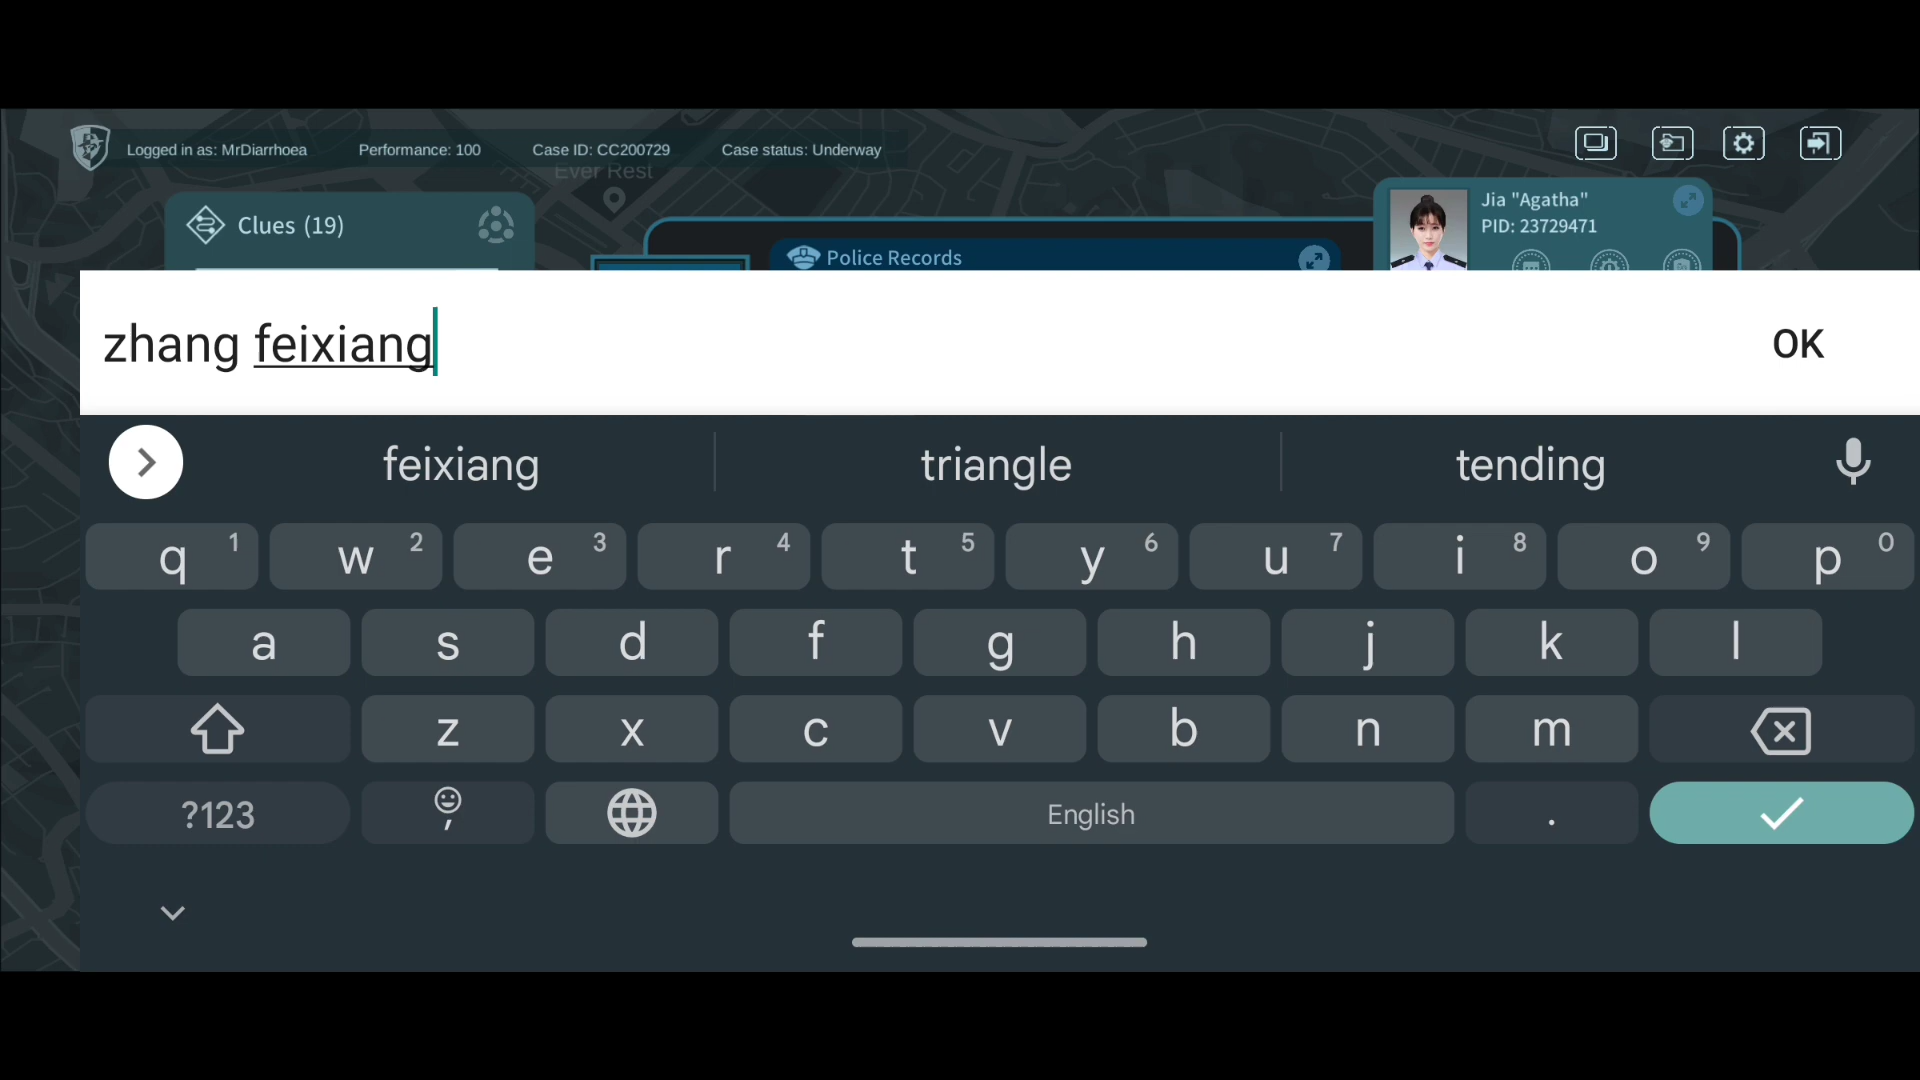 Logged in as: MrDiarrhoea Performance: 100 Case ID: CC200729 Case status: Underway
Ever Rest
Clues (19)
Police Records
Jia "Agatha"
PID: 23729471
zhang feixiang
OK
feixiang triangle tending
q 1 w 2 e 3 r 4 t 5 y 6 u 7 i 8 o 9 p 0
a s d f g h j k l
z x c v b n m
?123 , English .